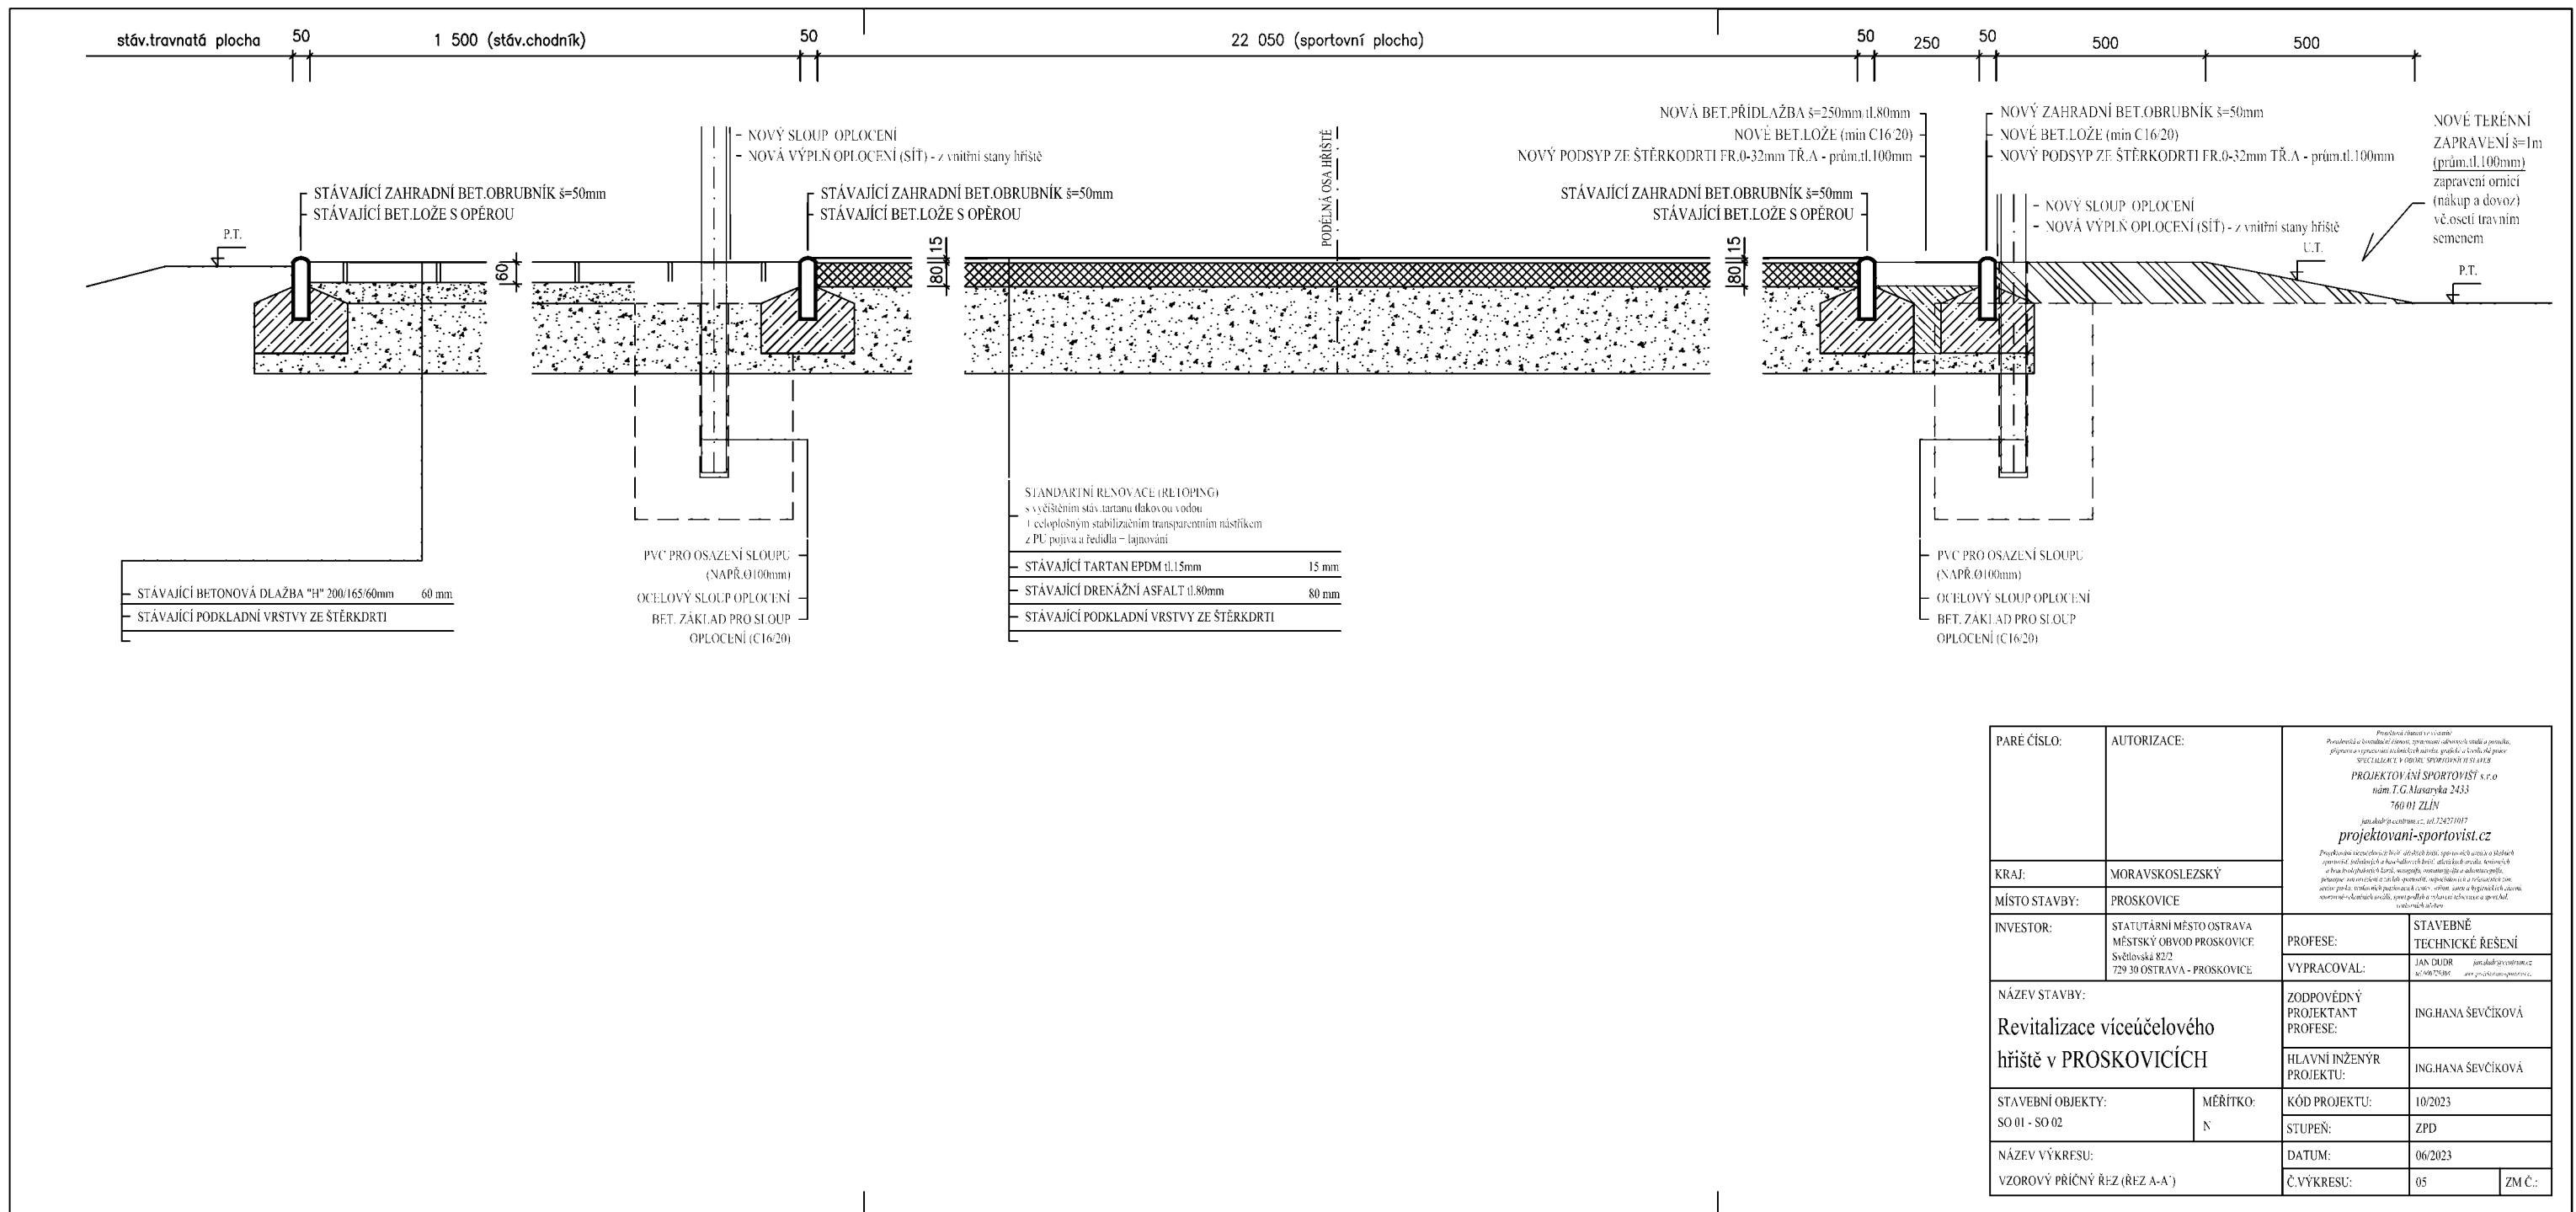 stáv.travnatá plocha
50
1 500 (stáv.chodník)
50
22 050 (sportovní plocha)
50
250
50
500
500
NOVÝ SLOUP OPLOCENÍ
NOVÁ VÝPLŇ OPLOCENÍ (SÍŤ) - z vnitřní stany hřiště
STÁVAJÍCÍ ZAHRADNÍ BET.OBRUBNÍK š=50mm
STÁVAJÍCÍ BET.LOŽE S OPĚROU
STÁVAJÍCÍ ZAHRADNÍ BET.OBRUBNÍK š=50mm
STÁVAJÍCÍ BET.LOŽE S OPĚROU
PODÉLNÁ OSA HŘIŠTĚ
NOVÁ BET.PŘÍDLAŽBA š=250mm,tl.80mm
NOVÉ BET.LOŽE (min C16/20)
NOVÝ PODSYP ZE ŠTĚRKODRTI FR.0-32mm TŘ.A - prům.tl.100mm
STÁVAJÍCÍ ZAHRADNÍ BET.OBRUBNÍK š=50mm
STÁVAJÍCÍ BET.LOŽE S OPĚROU
NOVÝ ZAHRADNÍ BET.OBRUBNÍK š=50mm
NOVÉ BET.LOŽE (min C16/20)
NOVÝ PODSYP ZE ŠTĚRKODRTI FR.0-32mm TŘ.A - prům.tl.100mm
NOVÝ SLOUP OPLOCENÍ
NOVÁ VÝPLŇ OPLOCENÍ (SÍŤ) - z vnitřní stany hřiště
NOVÉ TERÉNNÍ
ZAPRAVENÍ š=1m
(prům.tl.100mm)
zapravení ornicí
(nákup a dovoz)
vč.osetí travním
semenem
P.T.
60
15
80
15
80
U.T.
P.T.
STÁVAJÍCÍ BETONOVÁ DLAŽBA "H" 200/165/60mm 60 mm
STÁVAJÍCÍ PODKLADNÍ VRSTVY ZE ŠTĚRKDRTI
PVC PRO OSAZENÍ SLOUPU
(NAPŘ.Ø100mm)
OCELOVÝ SLOUP OPLOCENÍ
BET. ZÁKLAD PRO SLOUP
OPLOCENÍ (C16/20)
STANDARTNÍ RENOVACE (RETOPING)
s vyčištěním stáv.tartanu tlakovou vodou
+ celoplošným stabilizačním transparentním nástřikem
z PU pojiva a ředidla + lajnování
STÁVAJÍCÍ TARTAN EPDM tl.15mm 15 mm
STÁVAJÍCÍ DRENÁŽNÍ ASFALT tl.80mm 80 mm
STÁVAJÍCÍ PODKLADNÍ VRSTVY ZE ŠTĚRKDRTI
PVC PRO OSAZENÍ SLOUPU
(NAPŘ.Ø100mm)
OCELOVÝ SLOUP OPLOCENÍ
BET. ZÁKLAD PRO SLOUP
OPLOCENÍ (C16/20)
PARÉ ČÍSLO:
AUTORIZACE:
SPECIALIZACE V OBORU SPORTOVNÍCH STAVEB
PROJEKTOVÁNÍ SPORTOVIŠŤ s.r.o
nám.T.G.Masaryka 2433
760 01 ZLÍN
projektovani-sportovist.cz
KRAJ: MORAVSKOSLEZSKÝ
MÍSTO STAVBY: PROSKOVICE
INVESTOR:
STATUTÁRNÍ MĚSTO OSTRAVA
MĚSTSKÝ OBVOD PROSKOVICE
Světlovská 82/2
729 30 OSTRAVA - PROSKOVICE
PROFESE:
STAVEBNĚ
TECHNICKÉ ŘEŠENÍ
VYPRACOVAL: JAN DUDR
NÁZEV STAVBY:
Revitalizace víceúčelového
hřiště v PROSKOVICÍCH
ZODPOVĚDNÝ
PROJEKTANT
PROFESE:
ING.HANA ŠEVČÍKOVÁ
HLAVNÍ INŽENÝR
PROJEKTU:
ING.HANA ŠEVČÍKOVÁ
STAVEBNÍ OBJEKTY:
SO 01 - SO 02
MĚŘÍTKO:
N
KÓD PROJEKTU: 10/2023
STUPEŇ: ZPD
NÁZEV VÝKRESU:
VZOROVÝ PŘÍČNÝ ŘEZ (ŘEZ A-A')
DATUM: 06/2023
Č.VÝKRESU: 05 ZM Č.: